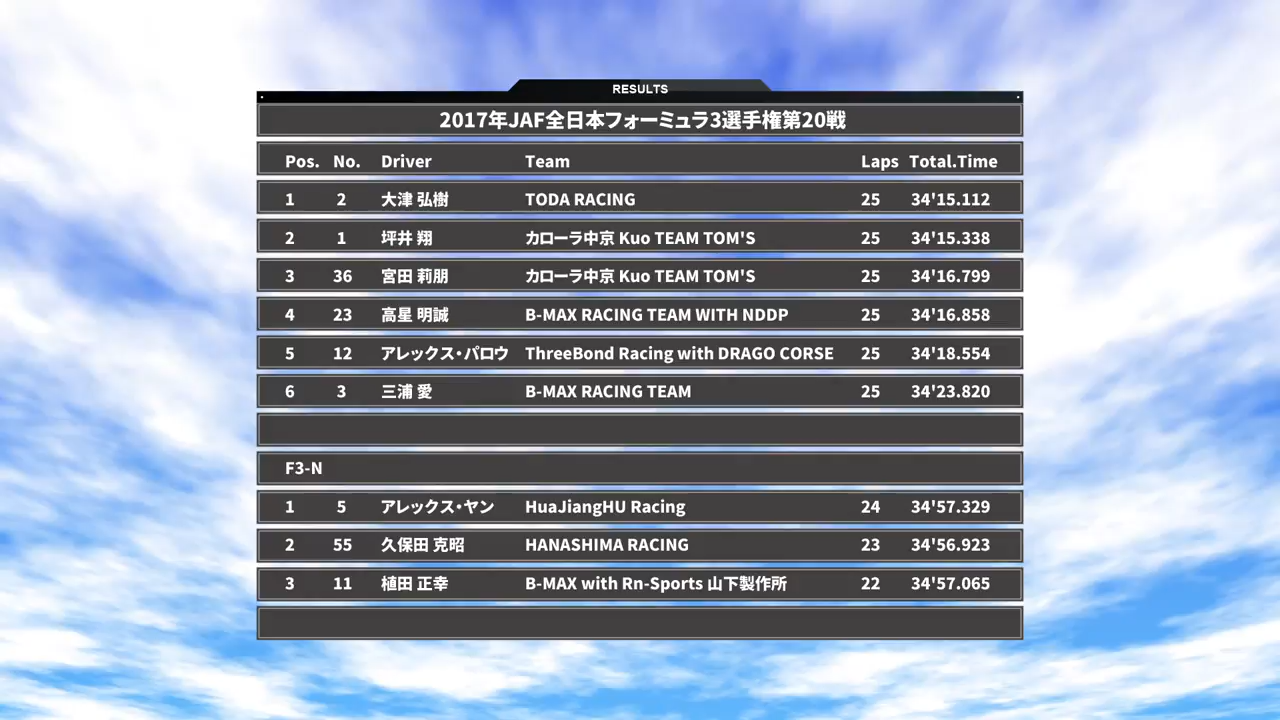 RESULTS
2017年JAF全日本フォーミュラ3選手権第20戦
Pos. No. Driver Team Laps Total.Time
1 2 大津 弘樹 TODA RACING 25 34'15.112
2 1 坪井 翔 カローラ中京 Kuo TEAM TOM'S 25 34'15.338
3 36 宮田 莉朋 カローラ中京 Kuo TEAM TOM'S 25 34'16.799
4 23 高星 明誠 B-MAX RACING TEAM WITH NDDP 25 34'16.858
5 12 アレックス・パロウ ThreeBond Racing with DRAGO CORSE 25 34'18.554
6 3 三浦 愛 B-MAX RACING TEAM 25 34'23.820
F3-N
1 5 アレックス・ヤン HuaJiangHU Racing 24 34'57.329
2 55 久保田 克昭 HANASHIMA RACING 23 34'56.923
3 11 植田 正幸 B-MAX with Rn-Sports 山下製作所 22 34'57.065